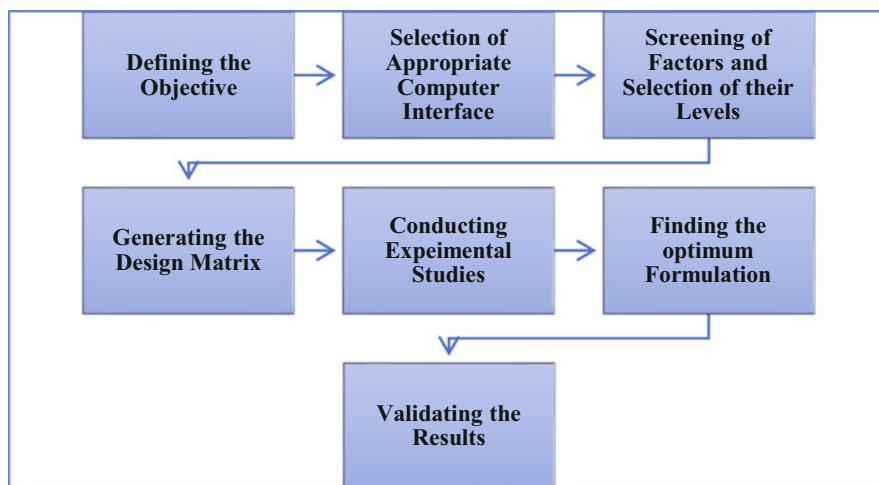 Defining the
Objective
Selection of
Appropriate
Computer
Interface
Screening of
Factors and
Selection of their
Levels
Generating the
Design Matrix
Conducting
Expeimental
Studies
Finding the
optimum
Formulation
Validating the
Results